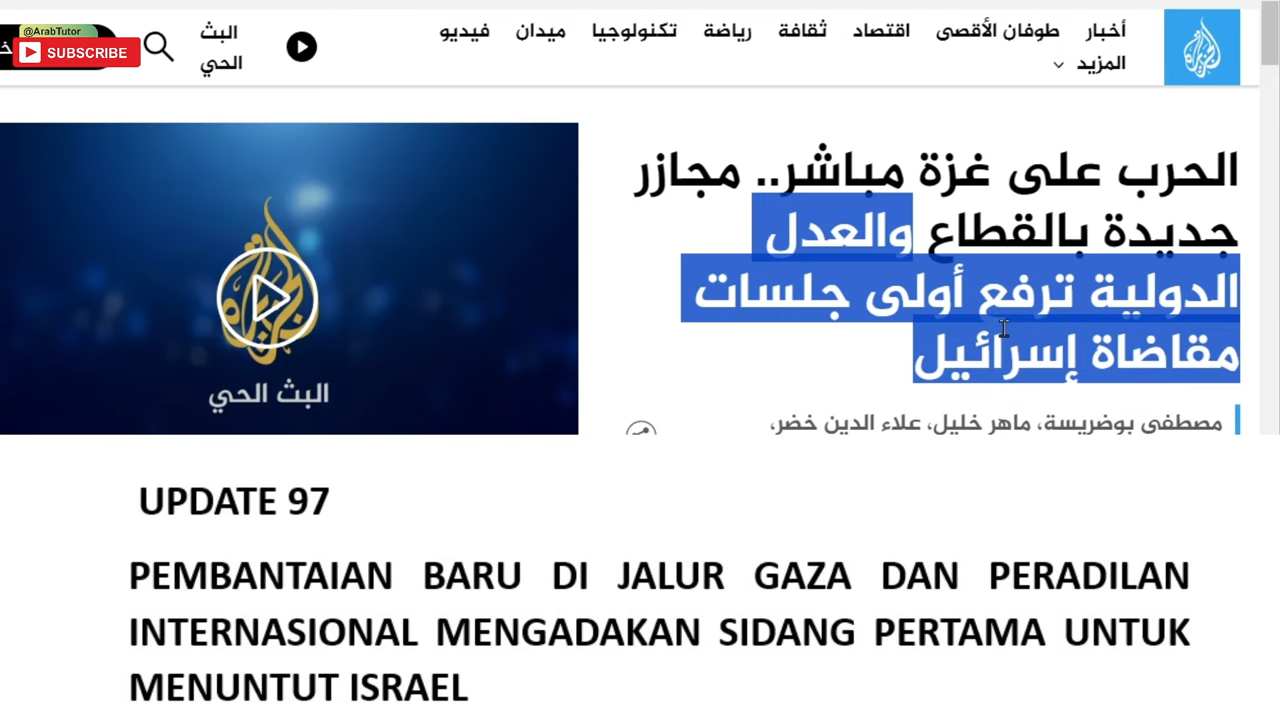 @ArabTutor
SUBSCRIBE
البث
الحي
أخبار طوفان الأقصى اقتصاد ثقافة رياضة تكنولوجيا ميدان فيديو
المزيد
الحرب على غزة مباشر.. مجازر
جديدة بالقطاع والعدل
الدولية ترفع أولى جلسات
مقاضاة إسرائيل
مصطفى بوضريسة، ماهر خليل، علاء الدين خضر،
الجزيرة
البث الحي
UPDATE 97
PEMBANTAIAN BARU DI JALUR GAZA DAN PERADILAN
INTERNASIONAL MENGADAKAN SIDANG PERTAMA UNTUK
MENUNTUT ISRAEL